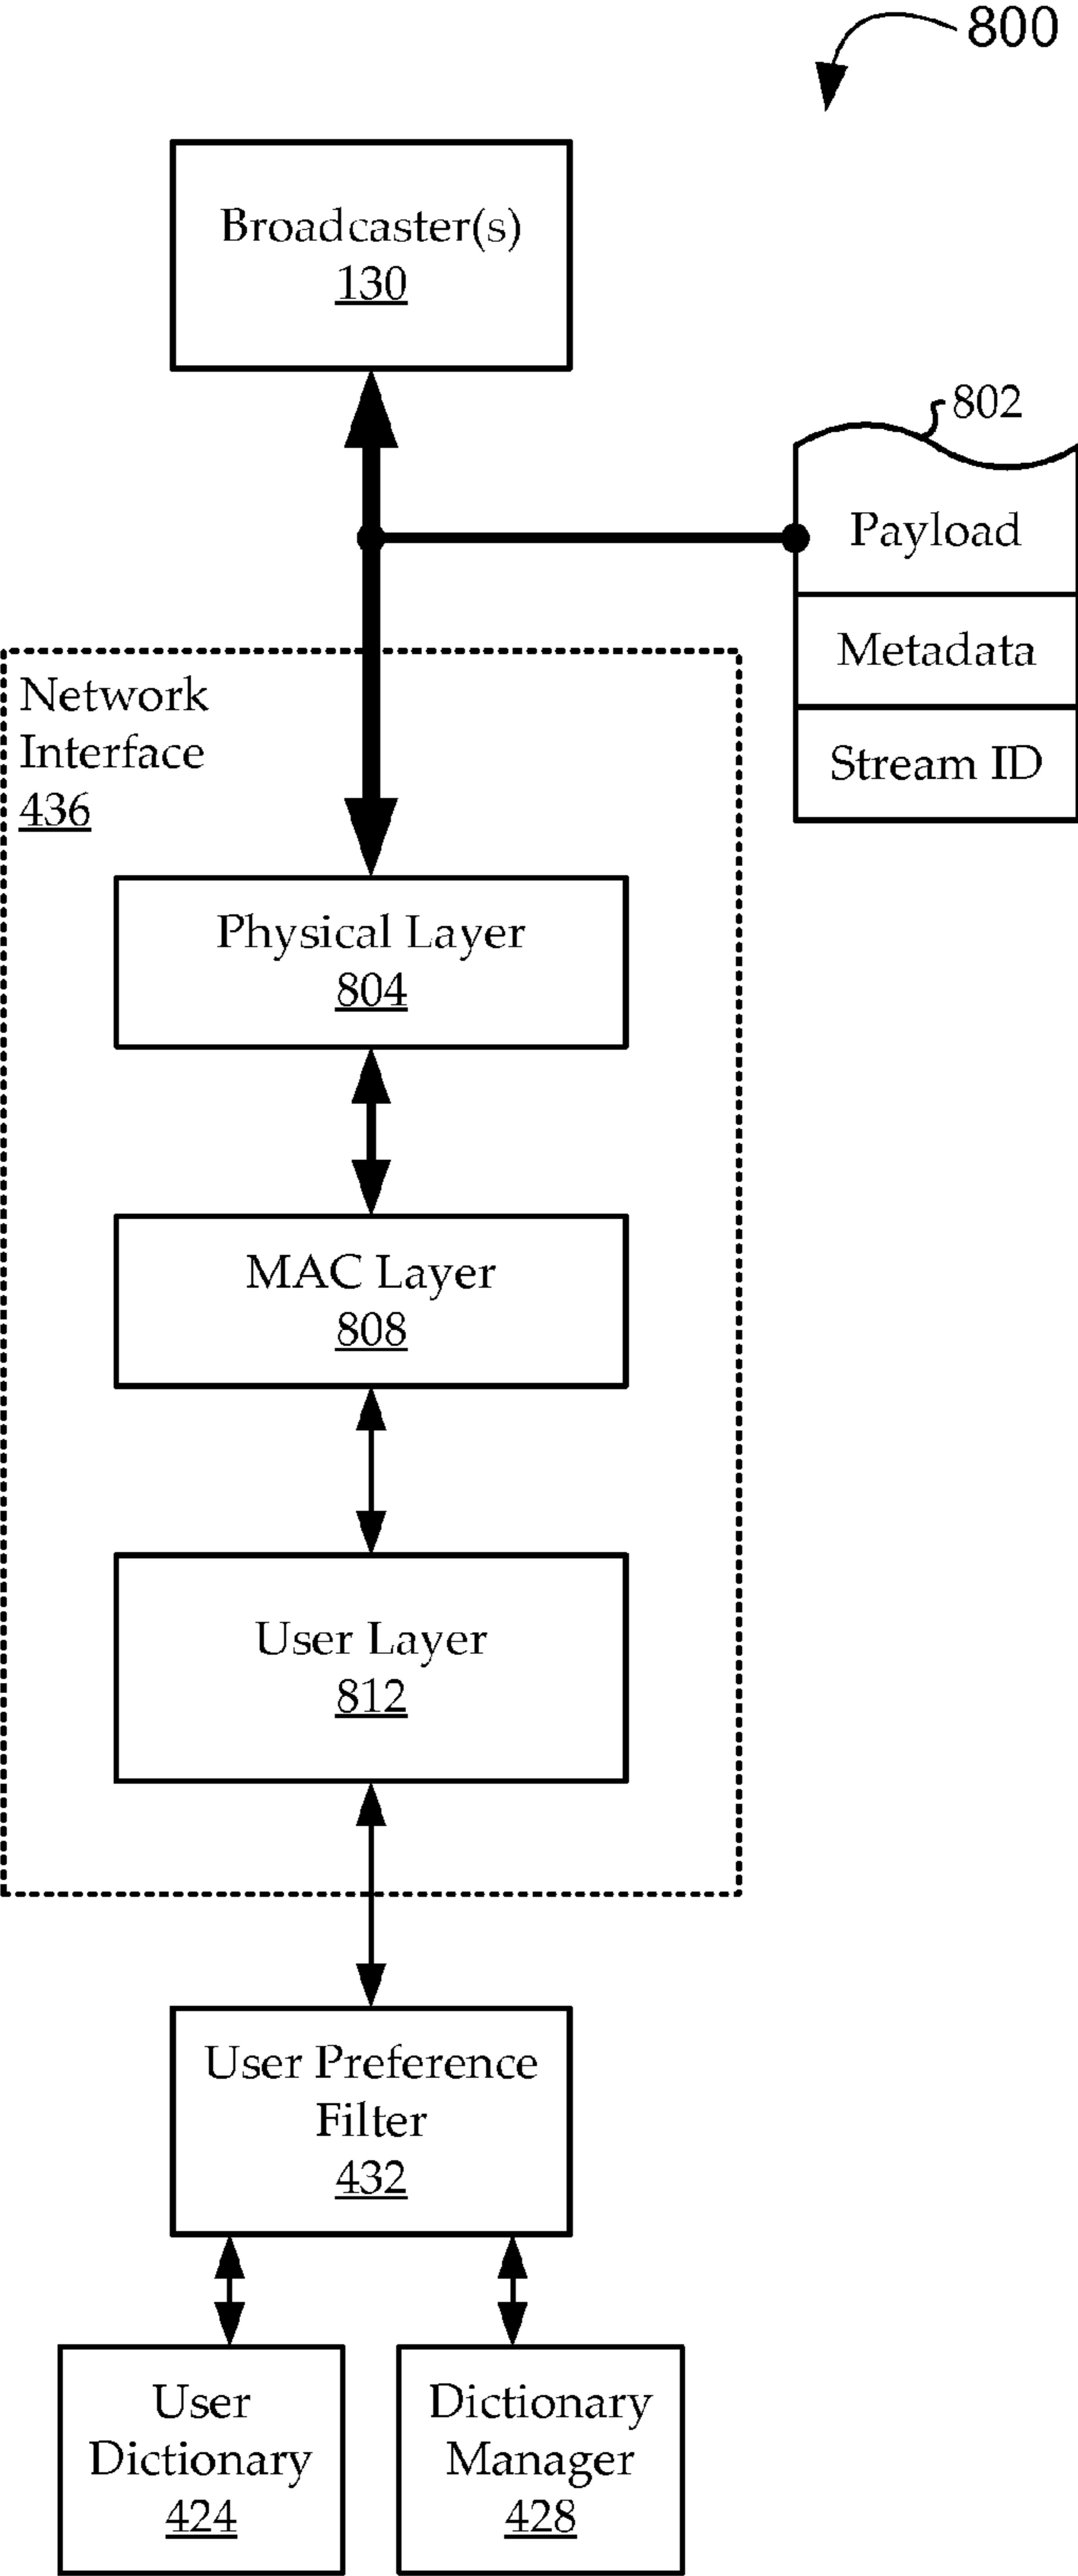 800
Broadcaster(s)
130
802
Payload
Metadata
Stream ID
Network
Interface
436
Physical Layer
804
MAC Layer
808
User Layer
812
User Preference
Filter
432
User
Dictionary
424
Dictionary
Manager
428